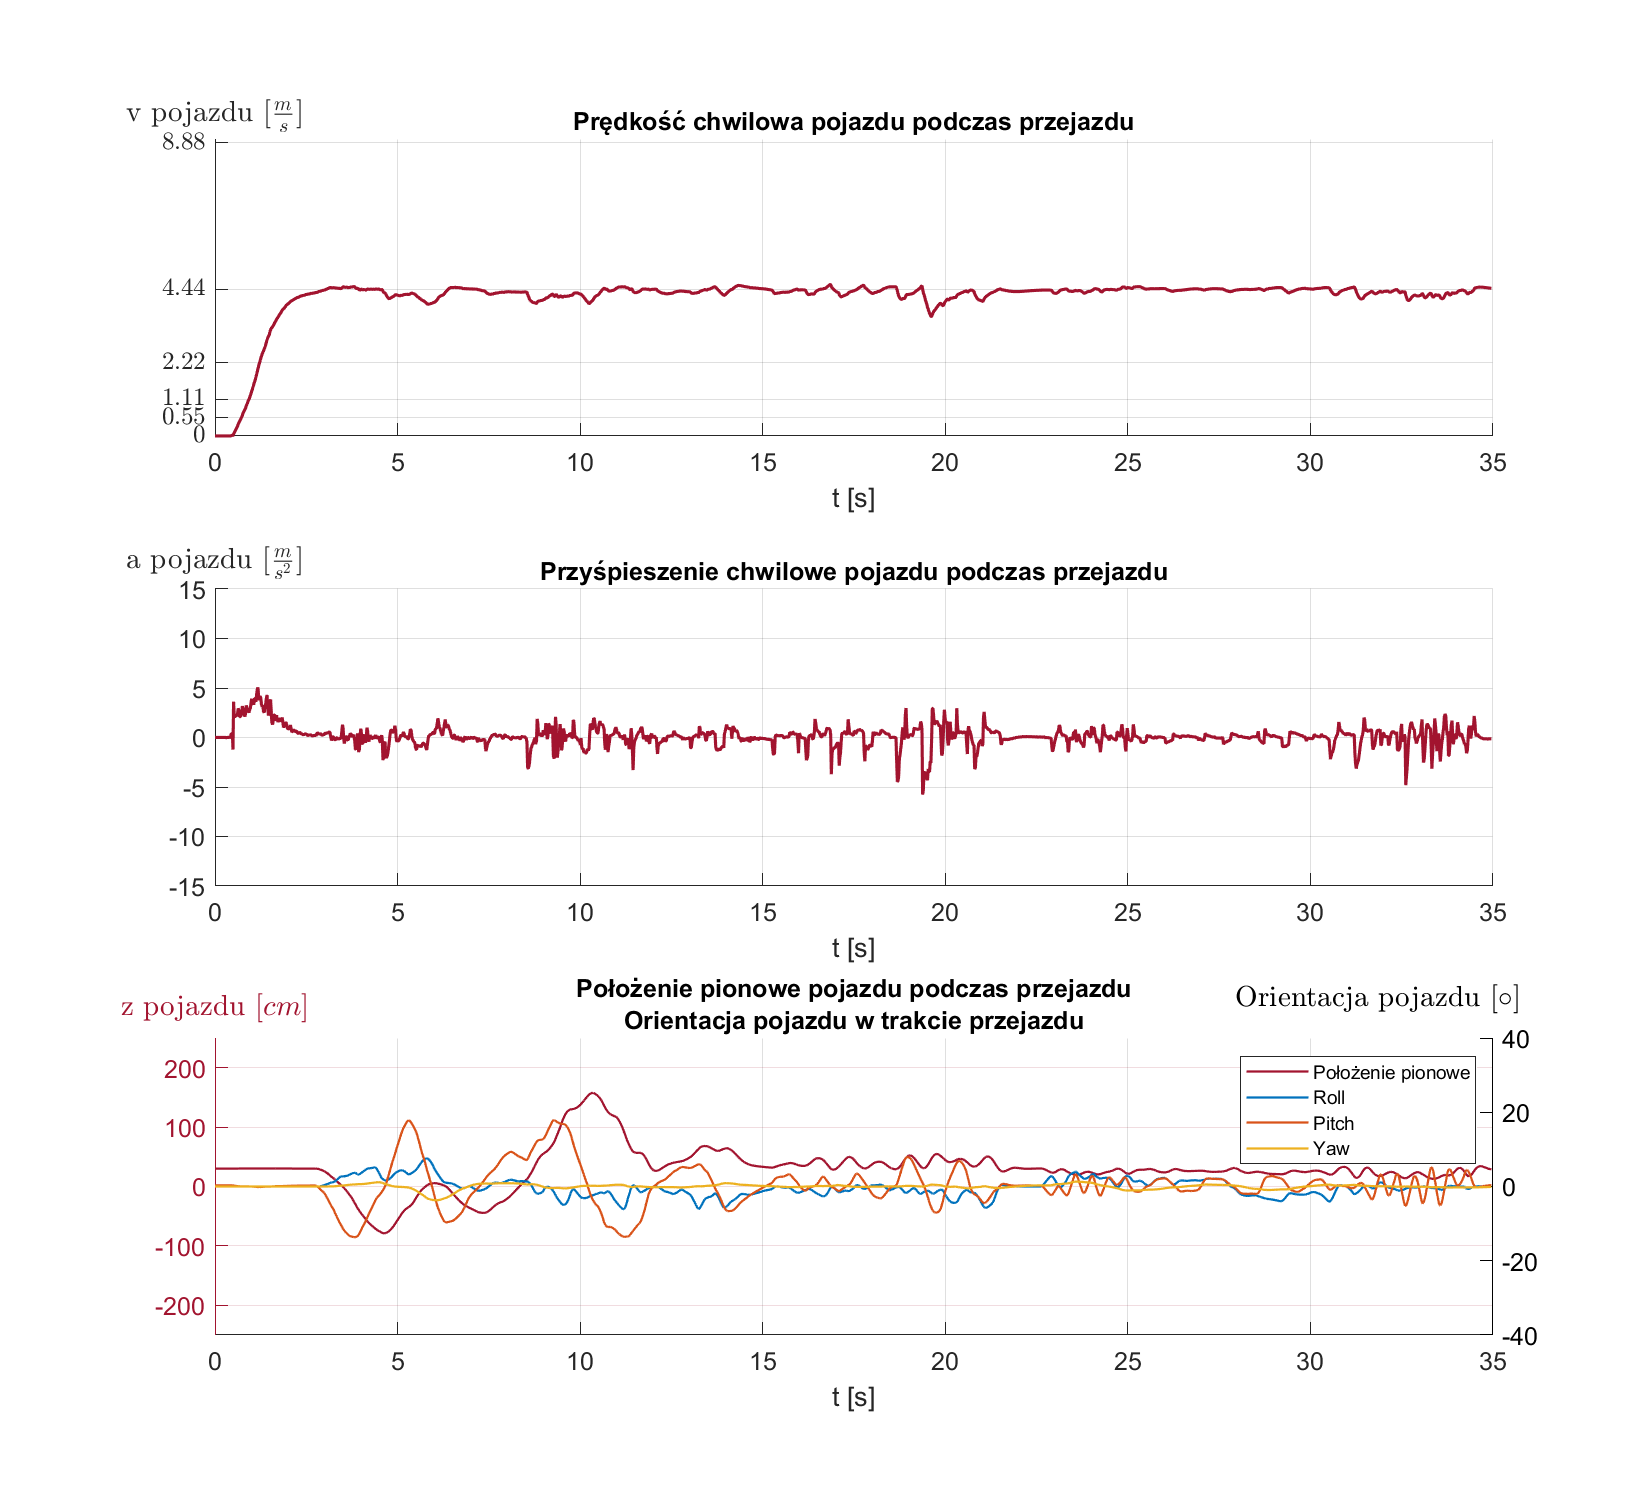 v pojazdu [m/s]
Prędkość chwilowa pojazdu podczas przejazdu
8.88
4.44
2.22
1.11
0.55
0
0 5 10 15 20 25 30 35
t [s]
a pojazdu [m/s²]
Przyśpieszenie chwilowe pojazdu podczas przejazdu
15
10
5
0
-5
-10
-15
0 5 10 15 20 25 30 35
t [s]
z pojazdu [cm]
Położenie pionowe pojazdu podczas przejazdu
Orientacja pojazdu w trakcie przejazdu
Orientacja pojazdu [∘]
200
100
0
-100
-200
40
20
0
-20
-40
Położenie pionowe
Roll
Pitch
Yaw
0 5 10 15 20 25 30 35
t [s]